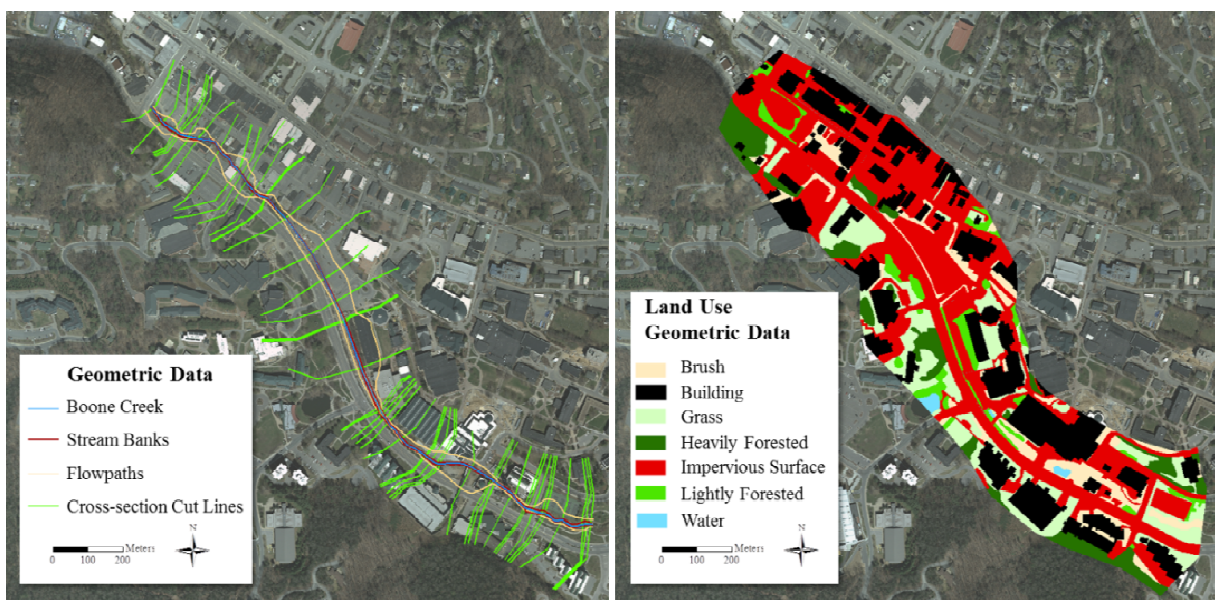 Geometric Data
Boone Creek
Stream Banks
Flowpaths
Cross-section Cut Lines
N
Meters
0 100 200
Land Use
Geometric Data
Brush
Building
Grass
Heavily Forested
Impervious Surface
Lightly Forested
Water
N
Meters
0 100 200